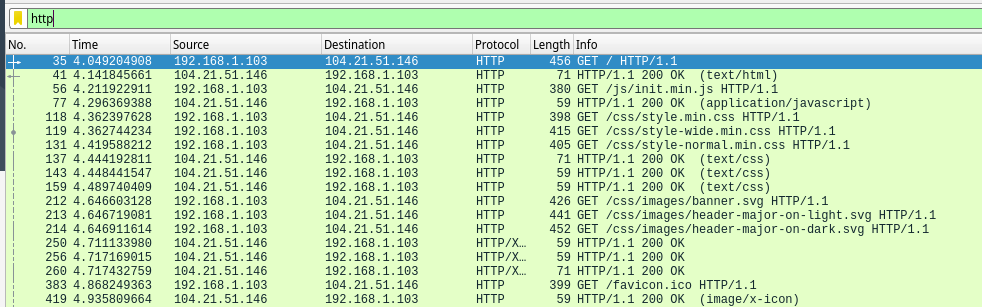 http
No. Time Source Destination Protocol Length Info
35 4.049204908 192.168.1.103 104.21.51.146 HTTP 456 GET / HTTP/1.1
41 4.141845661 104.21.51.146 192.168.1.103 HTTP 71 HTTP/1.1 200 OK (text/html)
56 4.211922911 192.168.1.103 104.21.51.146 HTTP 380 GET /js/init.min.js HTTP/1.1
77 4.296369388 104.21.51.146 192.168.1.103 HTTP 59 HTTP/1.1 200 OK (application/javascript)
118 4.362397628 192.168.1.103 104.21.51.146 HTTP 398 GET /css/style.min.css HTTP/1.1
119 4.362744234 192.168.1.103 104.21.51.146 HTTP 415 GET /css/style-wide.min.css HTTP/1.1
131 4.419588212 192.168.1.103 104.21.51.146 HTTP 405 GET /css/style-normal.min.css HTTP/1.1
137 4.444192811 104.21.51.146 192.168.1.103 HTTP 71 HTTP/1.1 200 OK (text/css)
143 4.448441547 104.21.51.146 192.168.1.103 HTTP 59 HTTP/1.1 200 OK (text/css)
159 4.489740409 104.21.51.146 192.168.1.103 HTTP 59 HTTP/1.1 200 OK (text/css)
212 4.646603128 192.168.1.103 104.21.51.146 HTTP 426 GET /css/images/banner.svg HTTP/1.1
213 4.646719081 192.168.1.103 104.21.51.146 HTTP 441 GET /css/images/header-major-on-light.svg HTTP/1.1
214 4.646911614 192.168.1.103 104.21.51.146 HTTP 452 GET /css/images/header-major-on-dark.svg HTTP/1.1
250 4.711133980 104.21.51.146 192.168.1.103 HTTP/X… 59 HTTP/1.1 200 OK
256 4.717169015 104.21.51.146 192.168.1.103 HTTP/X… 59 HTTP/1.1 200 OK
260 4.717432759 104.21.51.146 192.168.1.103 HTTP/X… 71 HTTP/1.1 200 OK
383 4.868249363 192.168.1.103 104.21.51.146 HTTP 399 GET /favicon.ico HTTP/1.1
419 4.935809664 104.21.51.146 192.168.1.103 HTTP 59 HTTP/1.1 200 OK (image/x-icon)